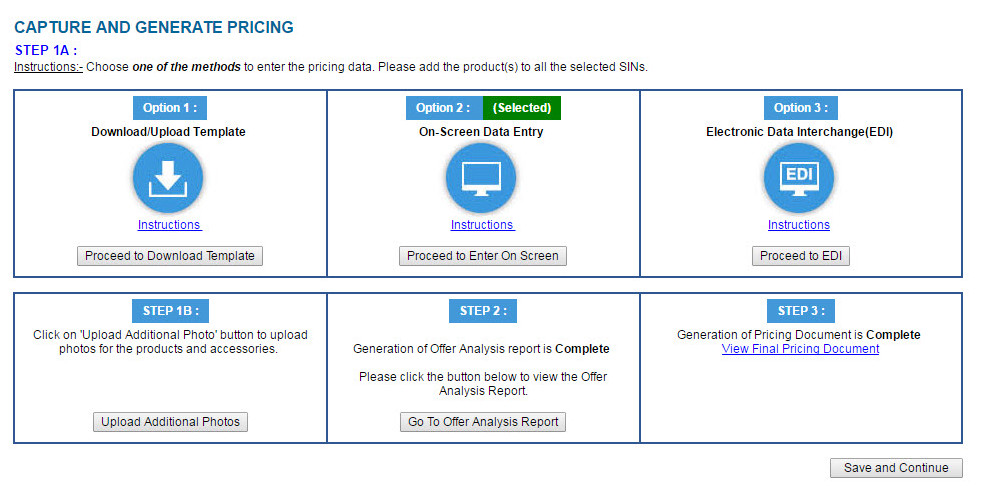 CAPTURE AND GENERATE PRICING
STEP 1A :
Instructions:- Choose one of the methods to enter the pricing data. Please add the product(s) to all the selected SINs.
Option 1 :
Download/Upload Template
Instructions
Proceed to Download Template
Option 2 : (Selected)
On-Screen Data Entry
Instructions
Proceed to Enter On Screen
Option 3 :
Electronic Data Interchange(EDI)
EDI
Instructions
Proceed to EDI
STEP 1B :
Click on 'Upload Additional Photo' button to upload
photos for the products and accessories.
Upload Additional Photos
STEP 2 :
Generation of Offer Analysis report is Complete
Please click the button below to view the Offer
Analysis Report.
Go To Offer Analysis Report
STEP 3 :
Generation of Pricing Document is Complete
View Final Pricing Document
Save and Continue